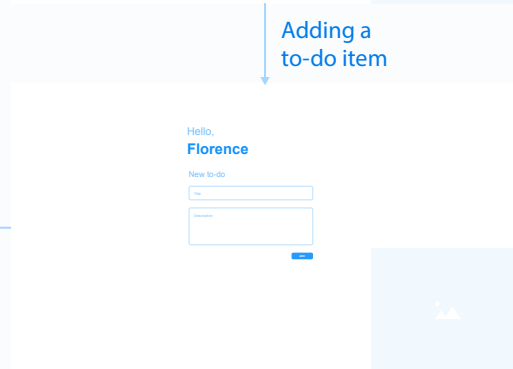 Adding a
to-do item
Hello,
Florence
New to-do
Title
Description